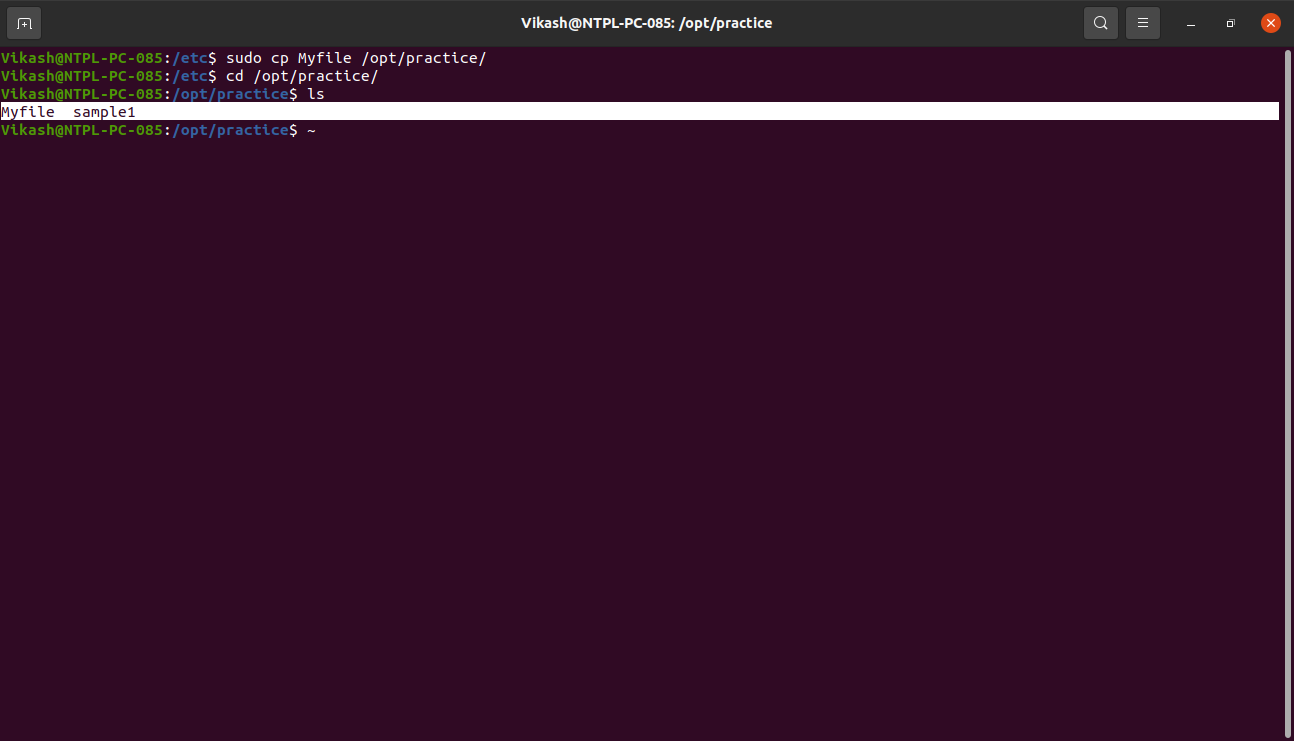 Vikash@NTPL-PC-085: /opt/practice
Vikash@NTPL-PC-085:/etc$ sudo cp Myfile /opt/practice/
Vikash@NTPL-PC-085:/etc$ cd /opt/practice/
Vikash@NTPL-PC-085:/opt/practice$ ls
Myfile  sample1
Vikash@NTPL-PC-085:/opt/practice$ ~